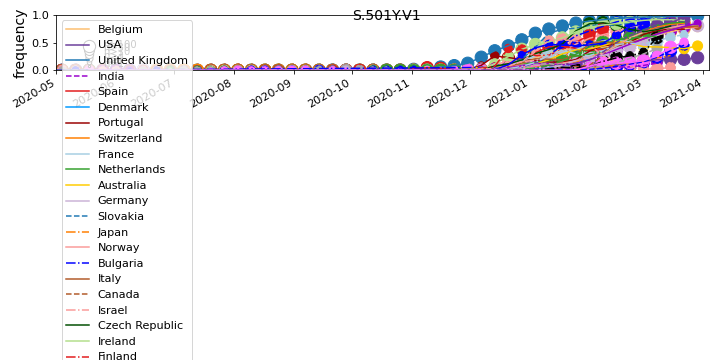 S.501Y.V1
frequency
1.0
0.5
0.0
2020-05
2020-06
2020-07
2020-08
2020-09
2020-10
2020-11
2020-12
2021-01
2021-02
2021-03
2021-04
Belgium
USA
United Kingdom
India
Spain
Denmark
Portugal
Switzerland
France
Netherlands
Australia
Germany
Slovakia
Japan
Norway
Bulgaria
Italy
Canada
Israel
Czech Republic
Ireland
Finland